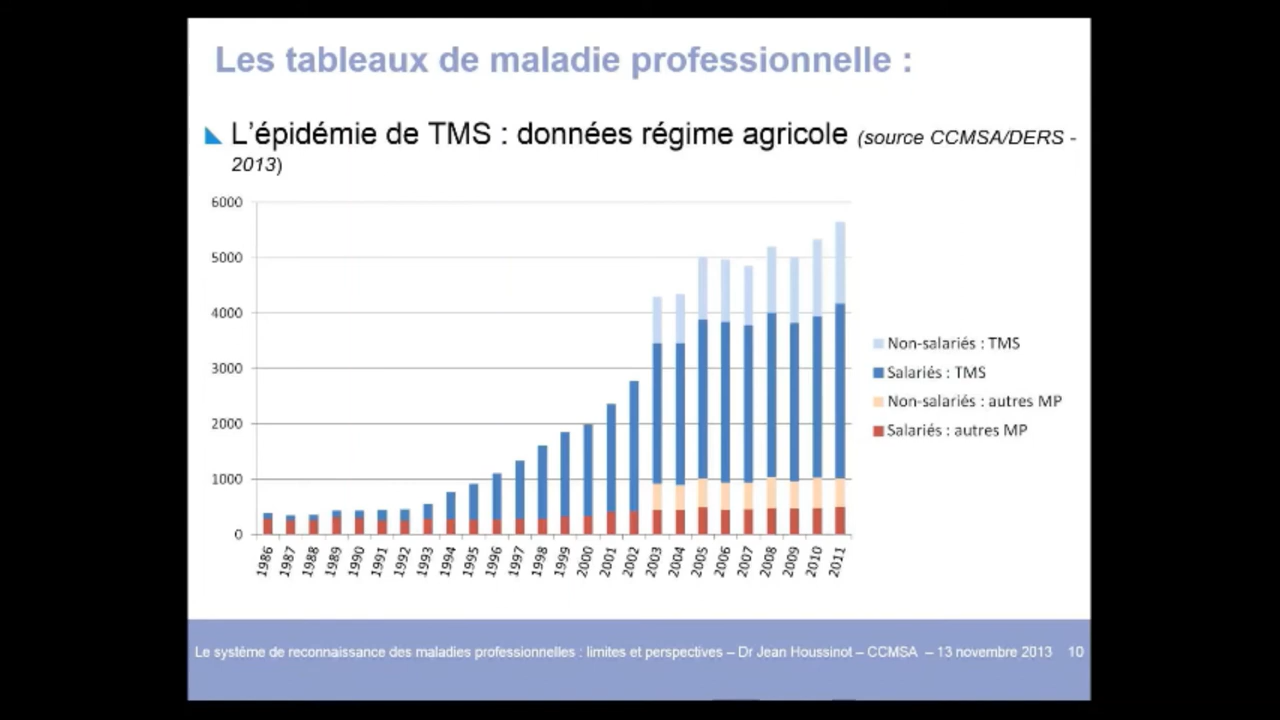 Les tableaux de maladie professionnelle :
L'épidémie de TMS : données régime agricole (source CCMSA/DERS -
2013)
6000
5000
4000
3000
2000
1000
0
1986 1987 1988 1989 1990 1991 1992 1993 1994 1995 1996 1997 1998 1999 2000 2001 2002 2003 2004 2005 2006 2007 2008 2009 2010 2011
Non-salariés : TMS
Salariés : TMS
Non-salariés : autres MP
Salariés : autres MP
Le système de reconnaissance des maladies professionnelles : limites et perspectives – Dr Jean Houssinot – CCMSA – 13 novembre 2013 10